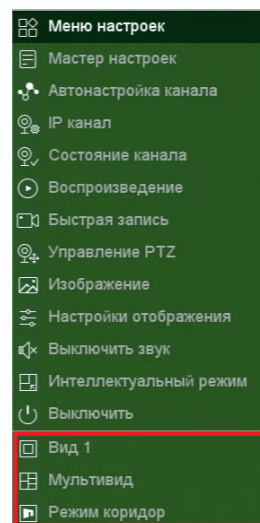 Меню настроек
Мастер настроек
Автонастройка канала
IP канал
Состояние канала
Воспроизведение
Быстрая запись
Управление PTZ
Изображение
Настройки отображения
Выключить звук
Интеллектуальный режим
Выключить
Вид 1
Мультивид
Режим коридор